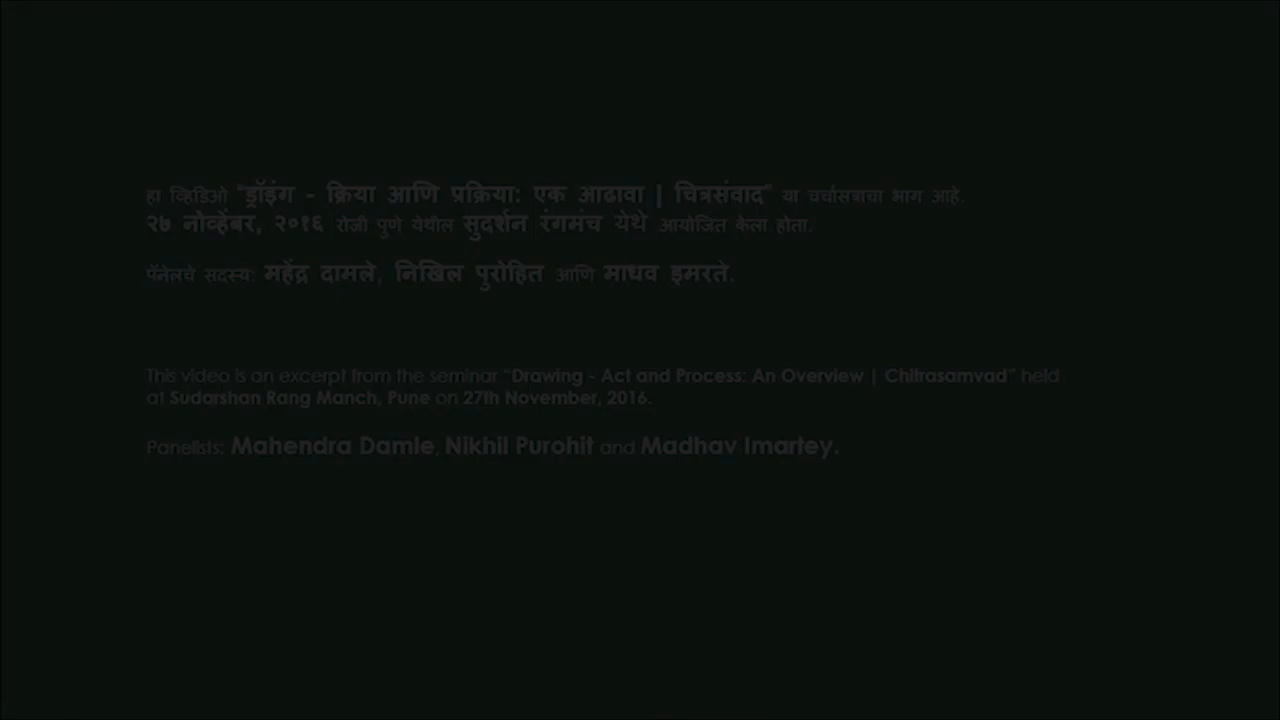 हा व्हिडिओ "ड्रॉइंग - क्रिया आणि प्रक्रिया: एक आढावा | चित्रसंवाद" या चर्चासत्राचा भाग आहे.
२७ नोव्हेंबर, २०१६ रोजी पुणे येथील सुदर्शन रंगमंच येथे आयोजित केला होता.
पॅनेलचे सदस्य: महेंद्र दामले, निखिल पुरोहित आणि माधव इमरते.
This video is an excerpt from the seminar "Drawing - Act and Process: An Overview | Chitrasamvad" held
at Sudarshan Rang Manch, Pune on 27th November, 2016.
Panelists: Mahendra Damle, Nikhil Purohit and Madhav Imartey.